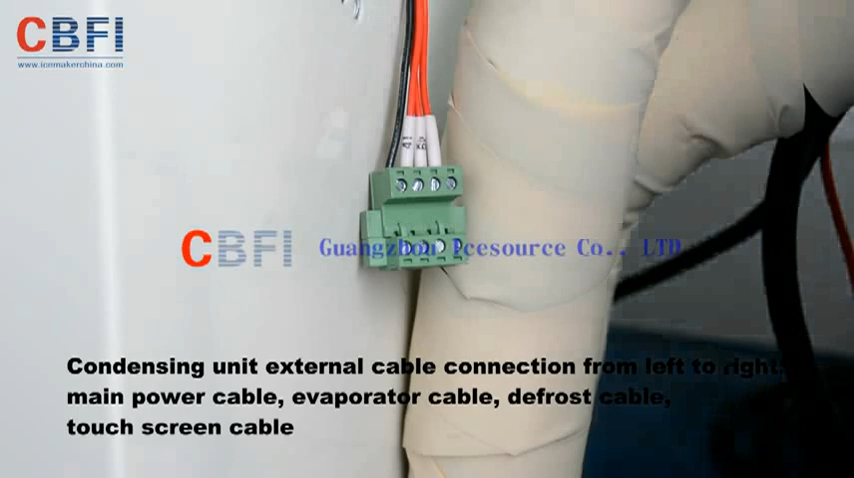 CBFI
www.icemakerchina.com
CBFI Guangzhou Icesource Co., LTD
Condensing unit external cable connection from left to right:
main power cable, evaporator cable, defrost cable,
touch screen cable